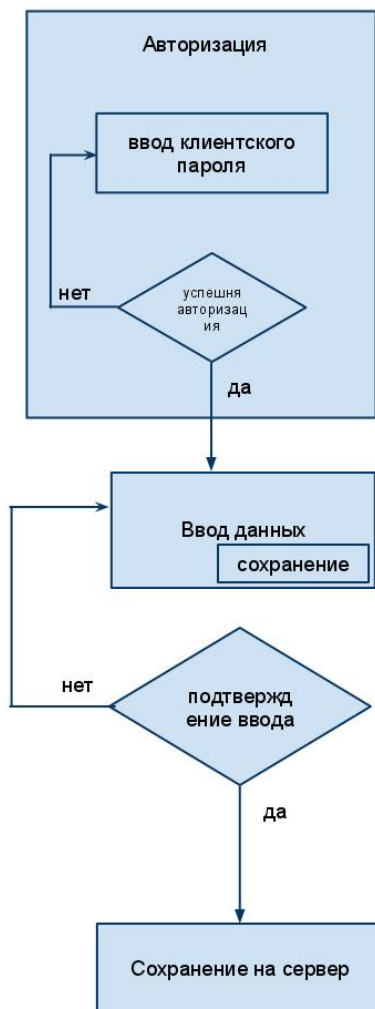 Авторизация
ввод клиентского
пароля
нет
успешня
авторизац
ия
да
Ввод данных
сохранение
нет
подтвержд
ение ввода
да
Сохранение на сервер